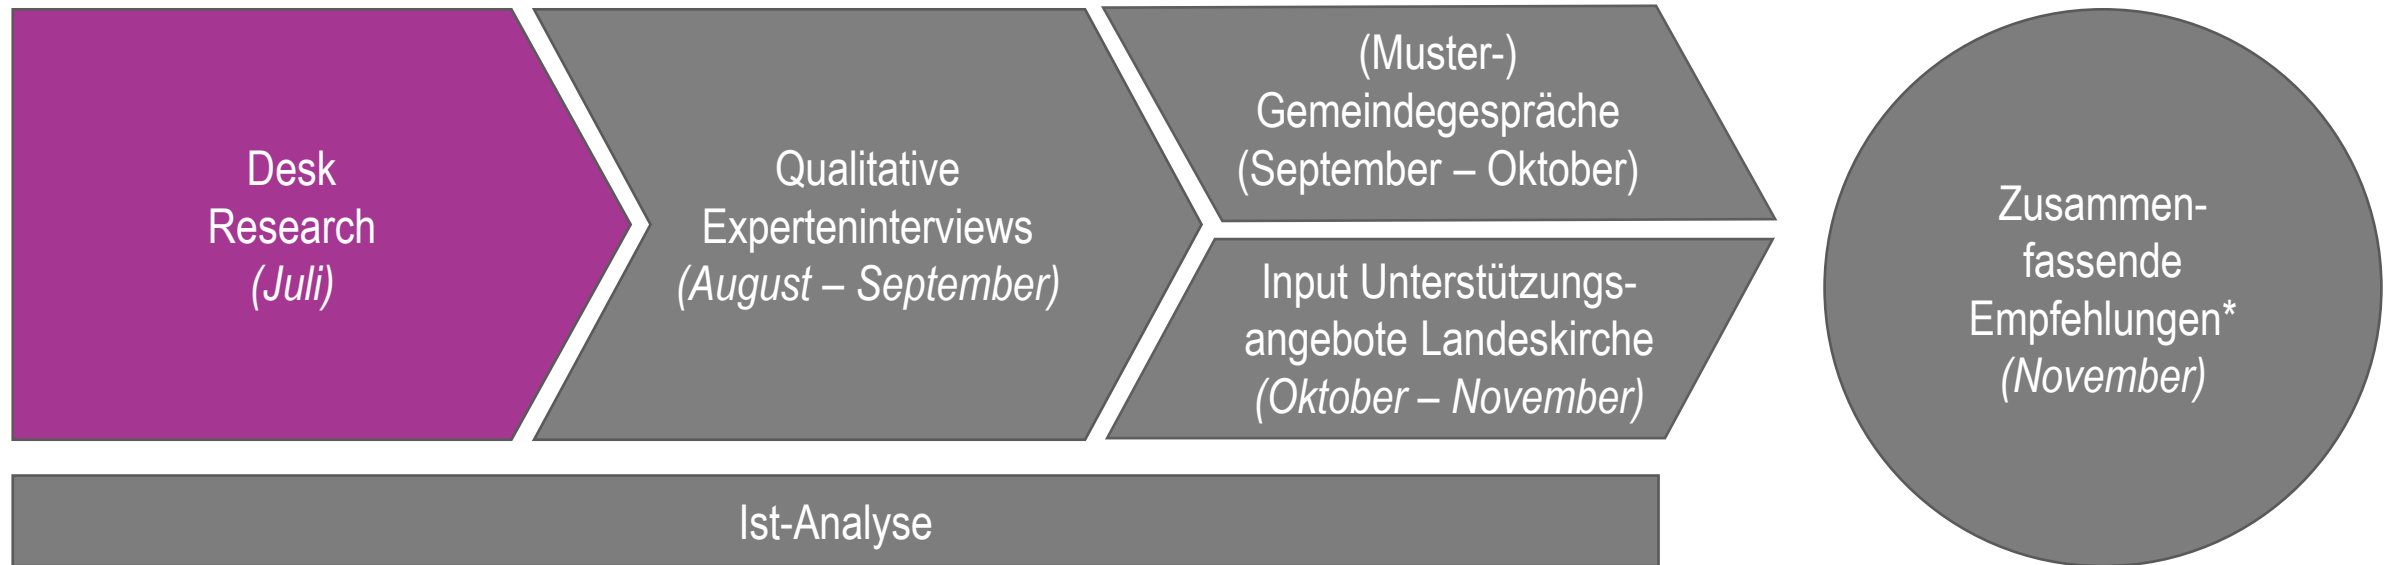 Desk
Research
(Juli)
Qualitative
Experteninterviews
(August – September)
(Muster-)
Gemeindegespräche
(September – Oktober)
Input Unterstützungs-
angebote Landeskirche
(Oktober – November)
Zusammen-
fassende
Empfehlungen*
(November)
Ist-Analyse